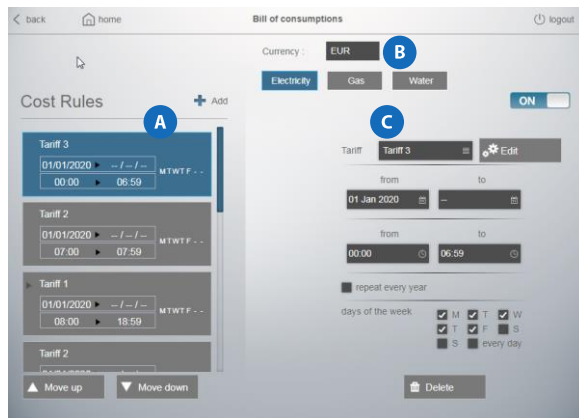 back
home
Bill of consumptions
logout
Currency :
EUR
B
Electricity
Gas
Water
Cost Rules
Add
ON
A
C
Tariff 3
01/01/2020
-- / -- / --
00:00
06:59
M T W T F - -
Tariff
Tariff 3
Edit
from
to
01 Jan 2020
--
Tariff 2
01/01/2020
-- / -- / --
07:00
07:59
M T W T F - -
from
to
00:00
06:59
Tariff 1
01/01/2020
-- / -- / --
08:00
18:59
M T W T F - -
repeat every year
days of the week
M
T
W
T
F
S
S
every day
Tariff 2
Move up
Move down
Delete